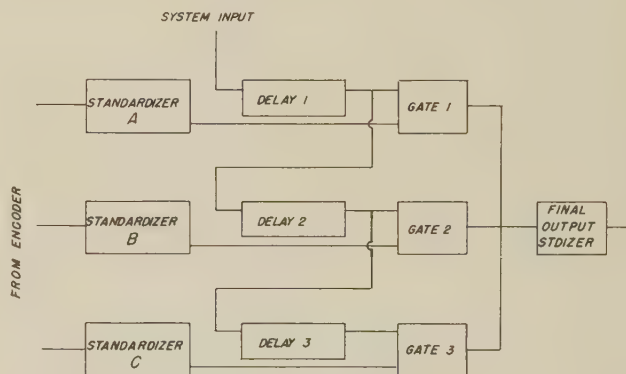 SYSTEM INPUT
STANDARDIZER
A
DELAY 1
GATE 1
FROM ENCODER
STANDARDIZER
B
DELAY 2
GATE 2
FINAL
OUTPUT
STDIZER
STANDARDIZER
C
DELAY 3
GATE 3